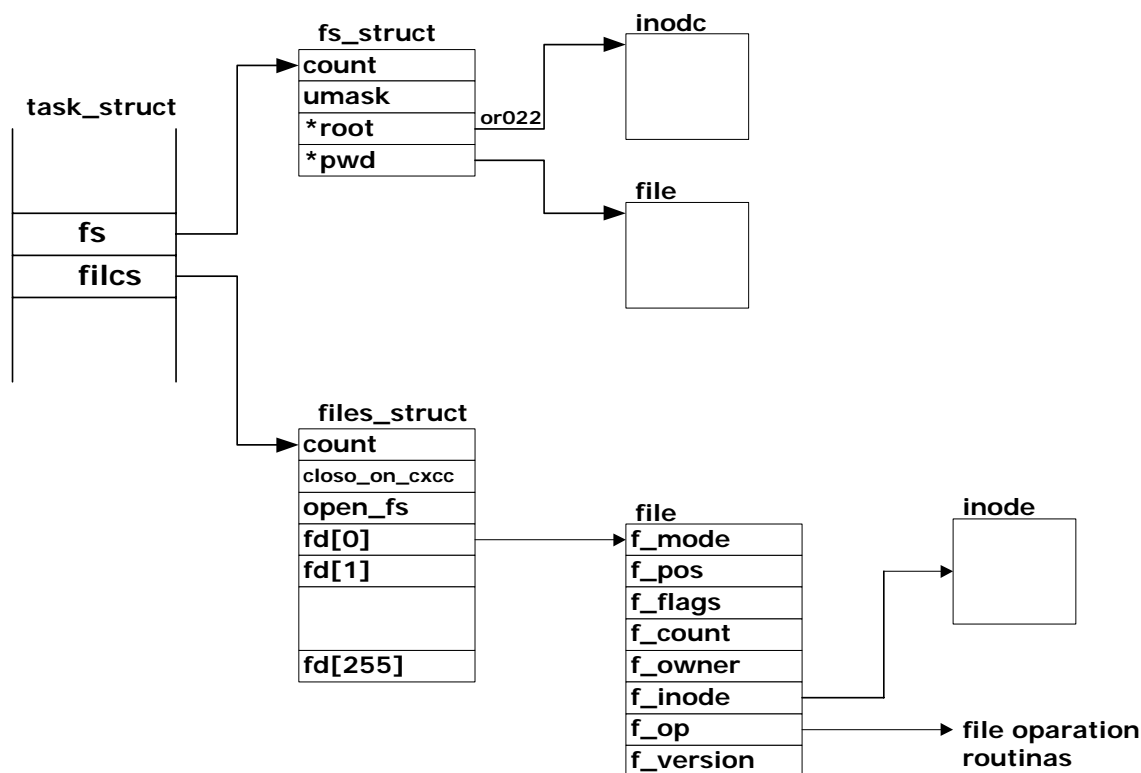 fs_struct
count
umask
*root
*pwd
or022
inodc
file
task_struct
fs
filcs
files_struct
count
closo_on_cxcc
open_fs
fd[0]
fd[1]
fd[255]
file
f_mode
f_pos
f_flags
f_count
f_owner
f_inode
f_op
f_version
inode
file oparation
routinas